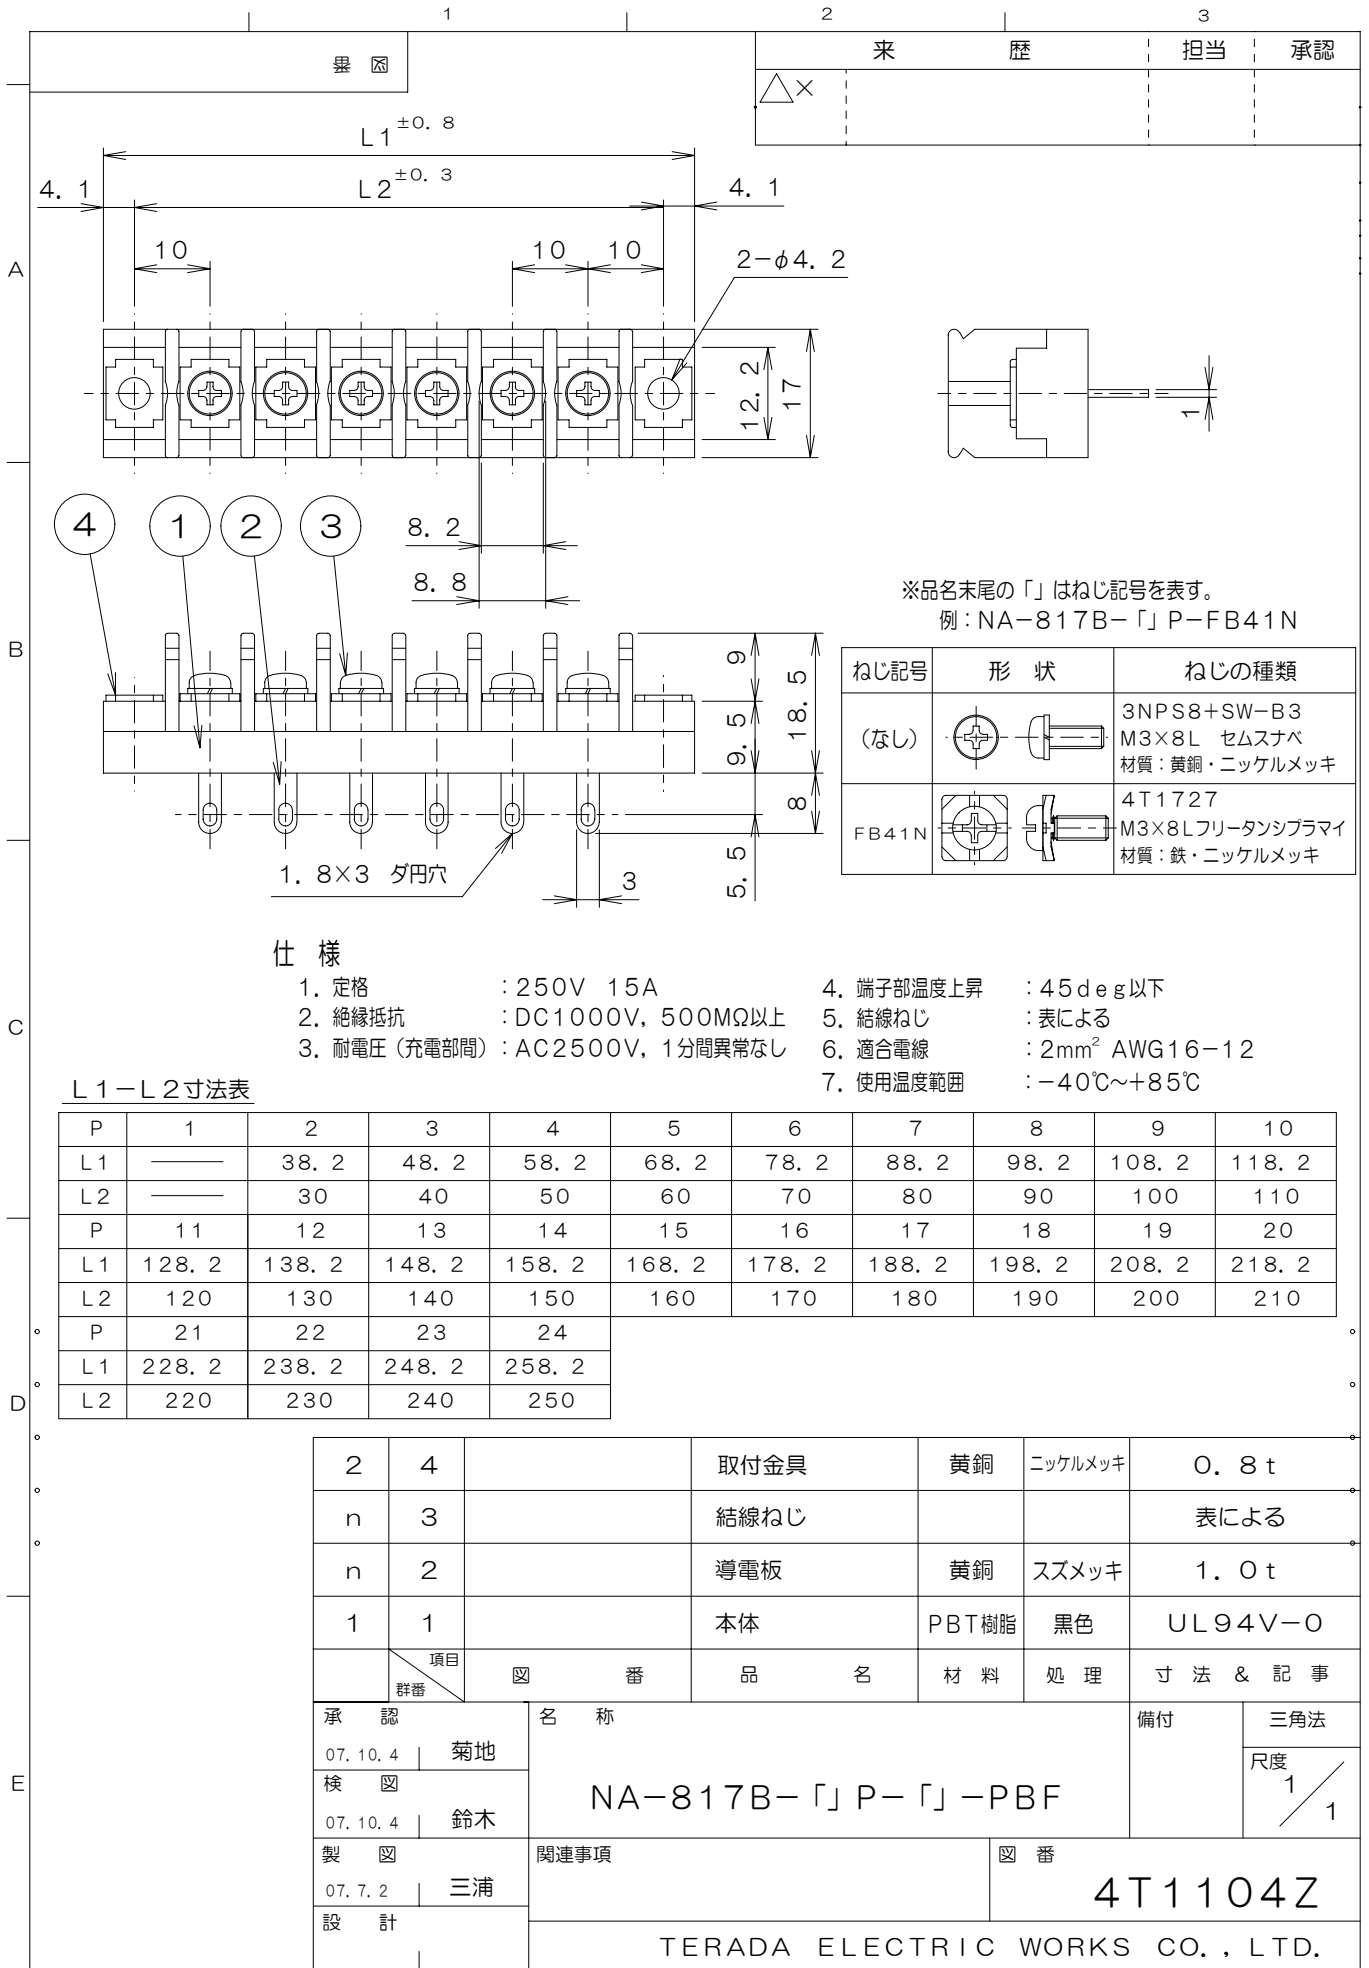 1 2 3
図 番
来 歴 担当 承認
△×
L1±0.8
L2±0.3
4.1 4.1
10 10 10
2-φ4.2
A
12.2
17
1
4 1 2 3
8.2
8.8
※品名末尾の「」はねじ記号を表す。
例:NA-817B-「」P-FB41N
B
ねじ記号 形 状 ねじの種類
(なし) 3NPS8+SW-B3
M3×8L セムスナベ
材質:黄銅・ニッケルメッキ
FB41N 4T1727
M3×8Lフリータンシプラマイ
材質:鉄・ニッケルメッキ
9
9.5
18.5
8
5.5
1.8×3 ダ円穴
3
仕 様
C
1.定格 :250V 15A
2.絶縁抵抗 :DC1000V,500MΩ以上
3.耐電圧(充電部間):AC2500V,1分間異常なし
4.端子部温度上昇 :45deg以下
5.結線ねじ :表による
6.適合電線 :2mm² AWG16-12
7.使用温度範囲 :-40℃~+85℃
L1-L2寸法表
P 1 2 3 4 5 6 7 8 9 10
L1 ─── 38.2 48.2 58.2 68.2 78.2 88.2 98.2 108.2 118.2
L2 ─── 30 40 50 60 70 80 90 100 110
P 11 12 13 14 15 16 17 18 19 20
L1 128.2 138.2 148.2 158.2 168.2 178.2 188.2 198.2 208.2 218.2
L2 120 130 140 150 160 170 180 190 200 210
P 21 22 23 24
L1 228.2 238.2 248.2 258.2
L2 220 230 240 250
D
2 4 取付金具 黄銅 ニッケルメッキ 0.8t
n 3 結線ねじ 表による
n 2 導電板 黄銅 スズメッキ 1.0t
1 1 本体 PBT樹脂 黒色 UL94V-0
項目
群番
図 番 品 名 材 料 処 理 寸 法 & 記 事
E
承 認
07.10.4 菊地
検 図
07.10.4 鈴木
製 図
07.7.2 三浦
設 計
名 称
NA-817B-「」P-「」-PBF
備付 三角法
尺度
1/1
関連事項
図 番
4T1104Z
TERADA ELECTRIC WORKS CO.,LTD.